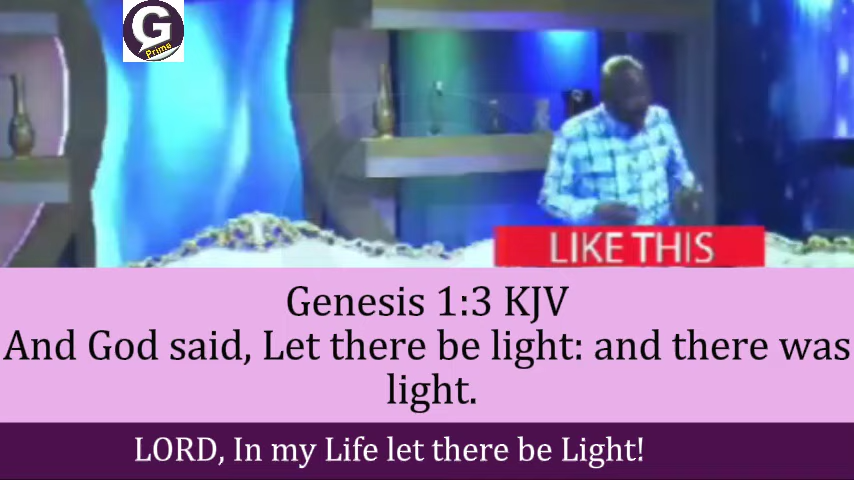 G
Prime
LIKE THIS
Genesis 1:3 KJV
And God said, Let there be light: and there was
light.
LORD, In my Life let there be Light!